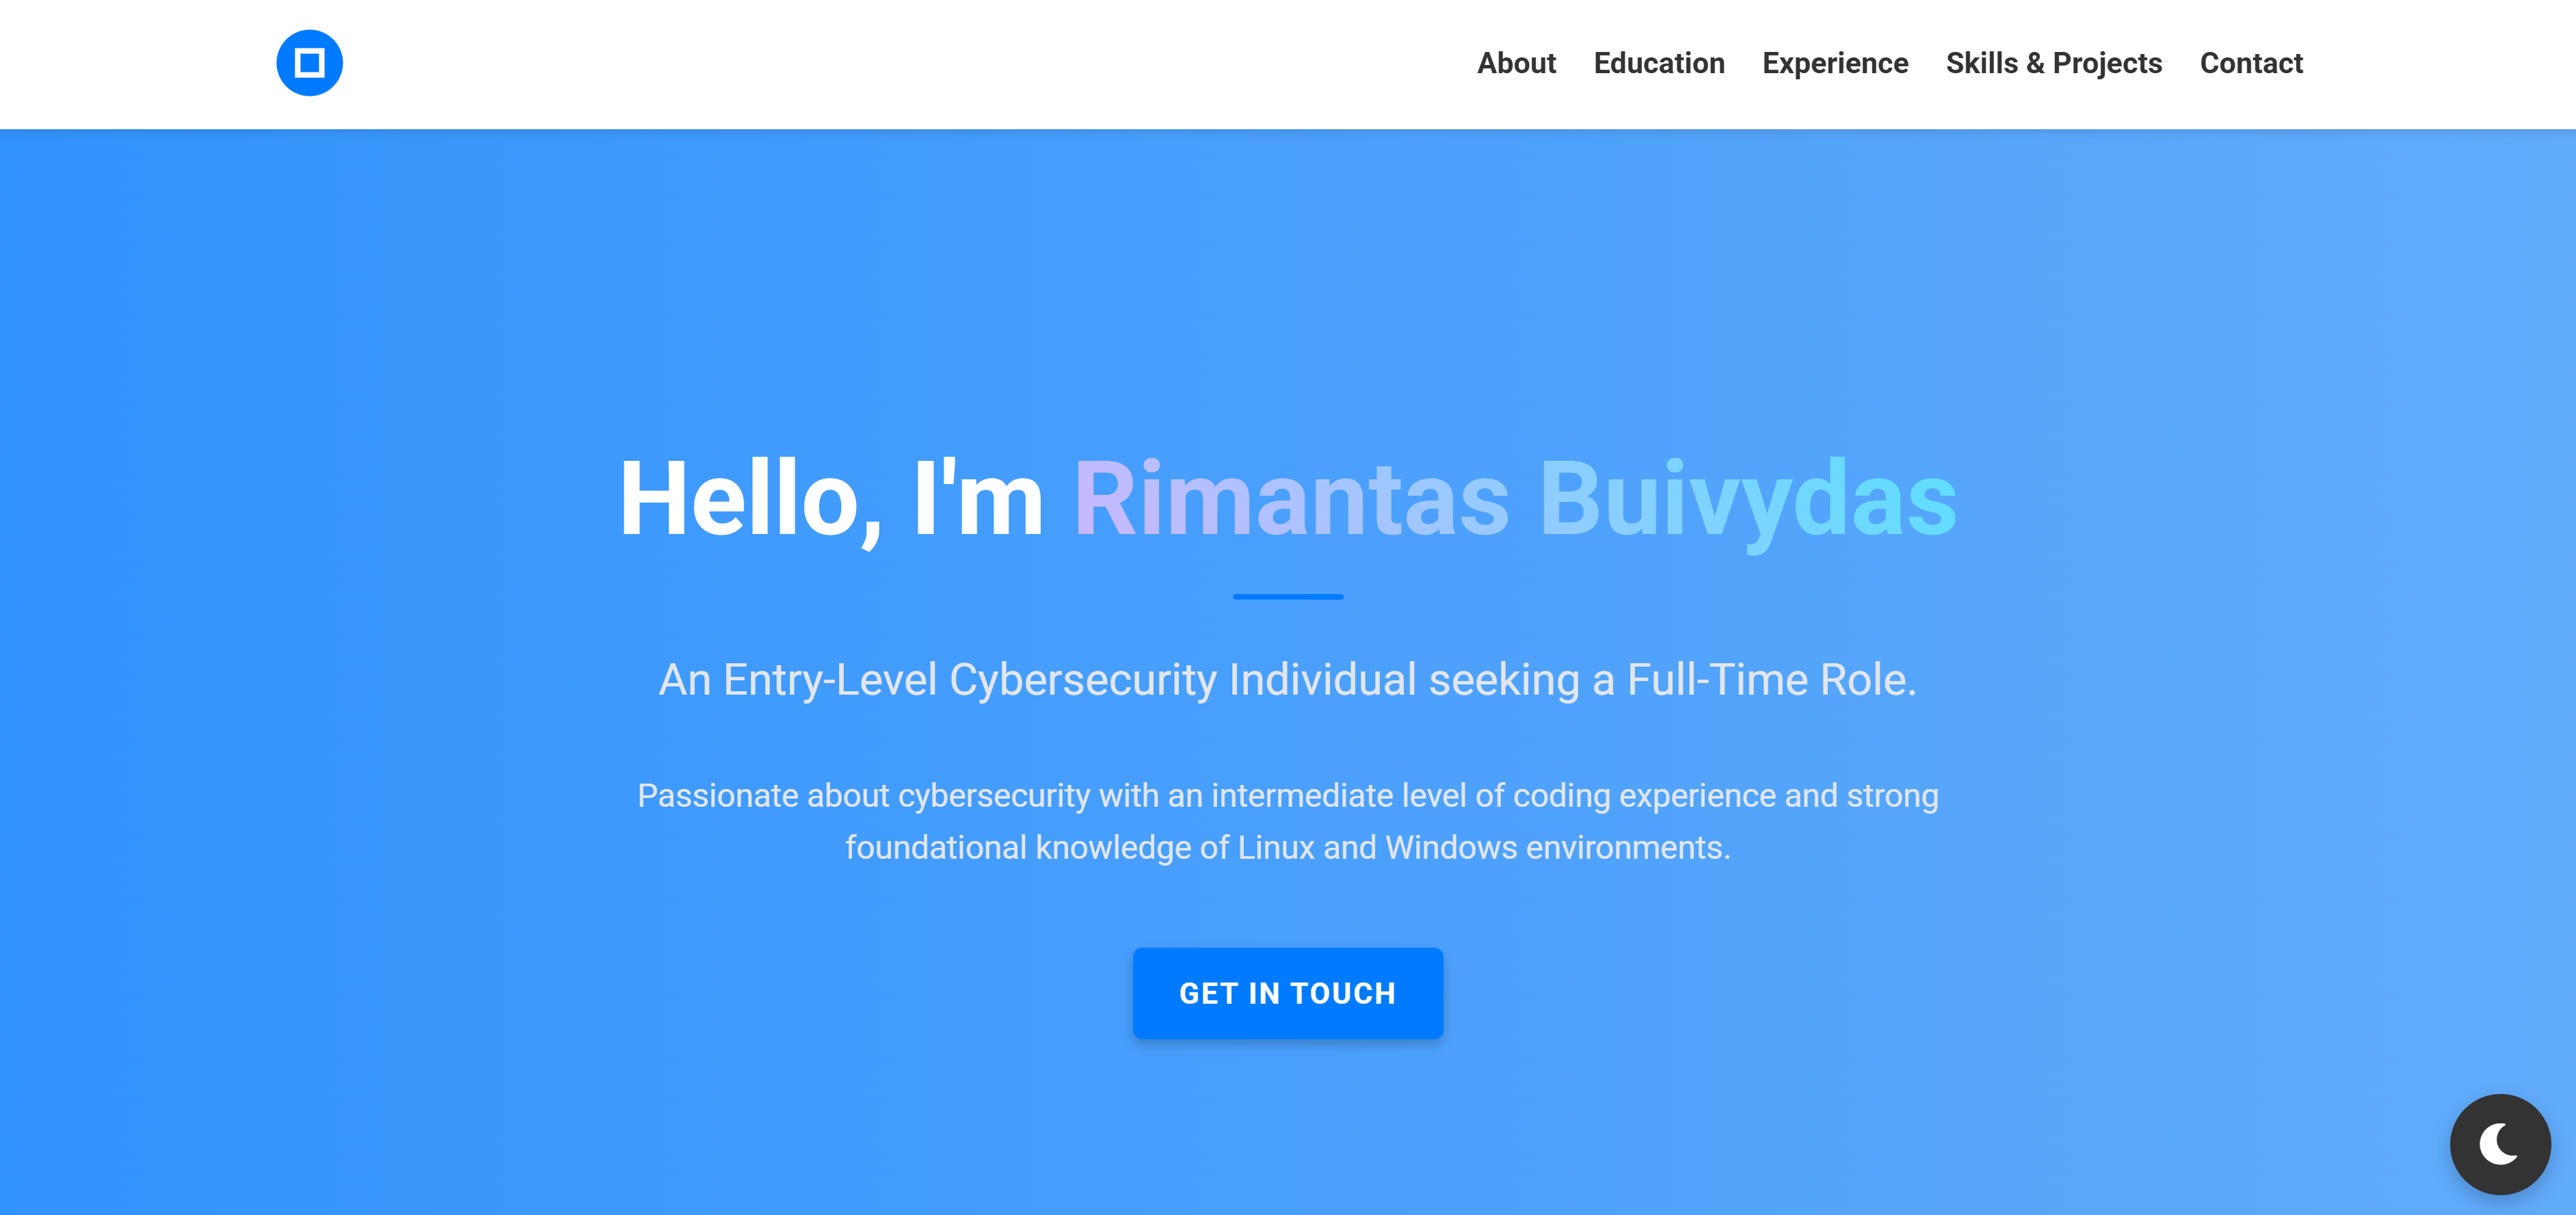 About Education Experience Skills & Projects Contact
Hello, I'm Rimantas Buivydas
An Entry-Level Cybersecurity Individual seeking a Full-Time Role.
Passionate about cybersecurity with an intermediate level of coding experience and strong
foundational knowledge of Linux and Windows environments.
GET IN TOUCH